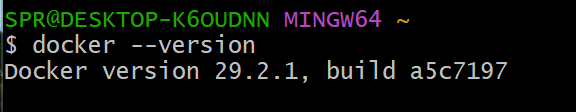 SPR@DESKTOP-K6OUDNN MINGW64 ~
$ docker --version
Docker version 29.2.1, build a5c7197